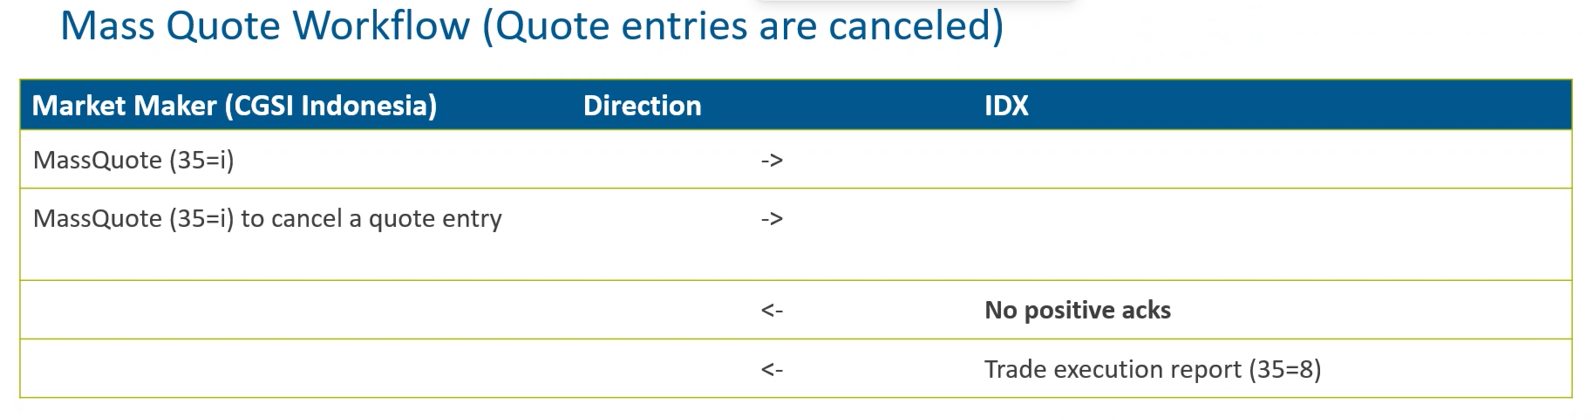 Mass Quote Workflow (Quote entries are canceled)
Market Maker (CGSI Indonesia) Direction IDX
MassQuote (35=i) ->
MassQuote (35=i) to cancel a quote entry ->
<- No positive acks
<- Trade execution report (35=8)